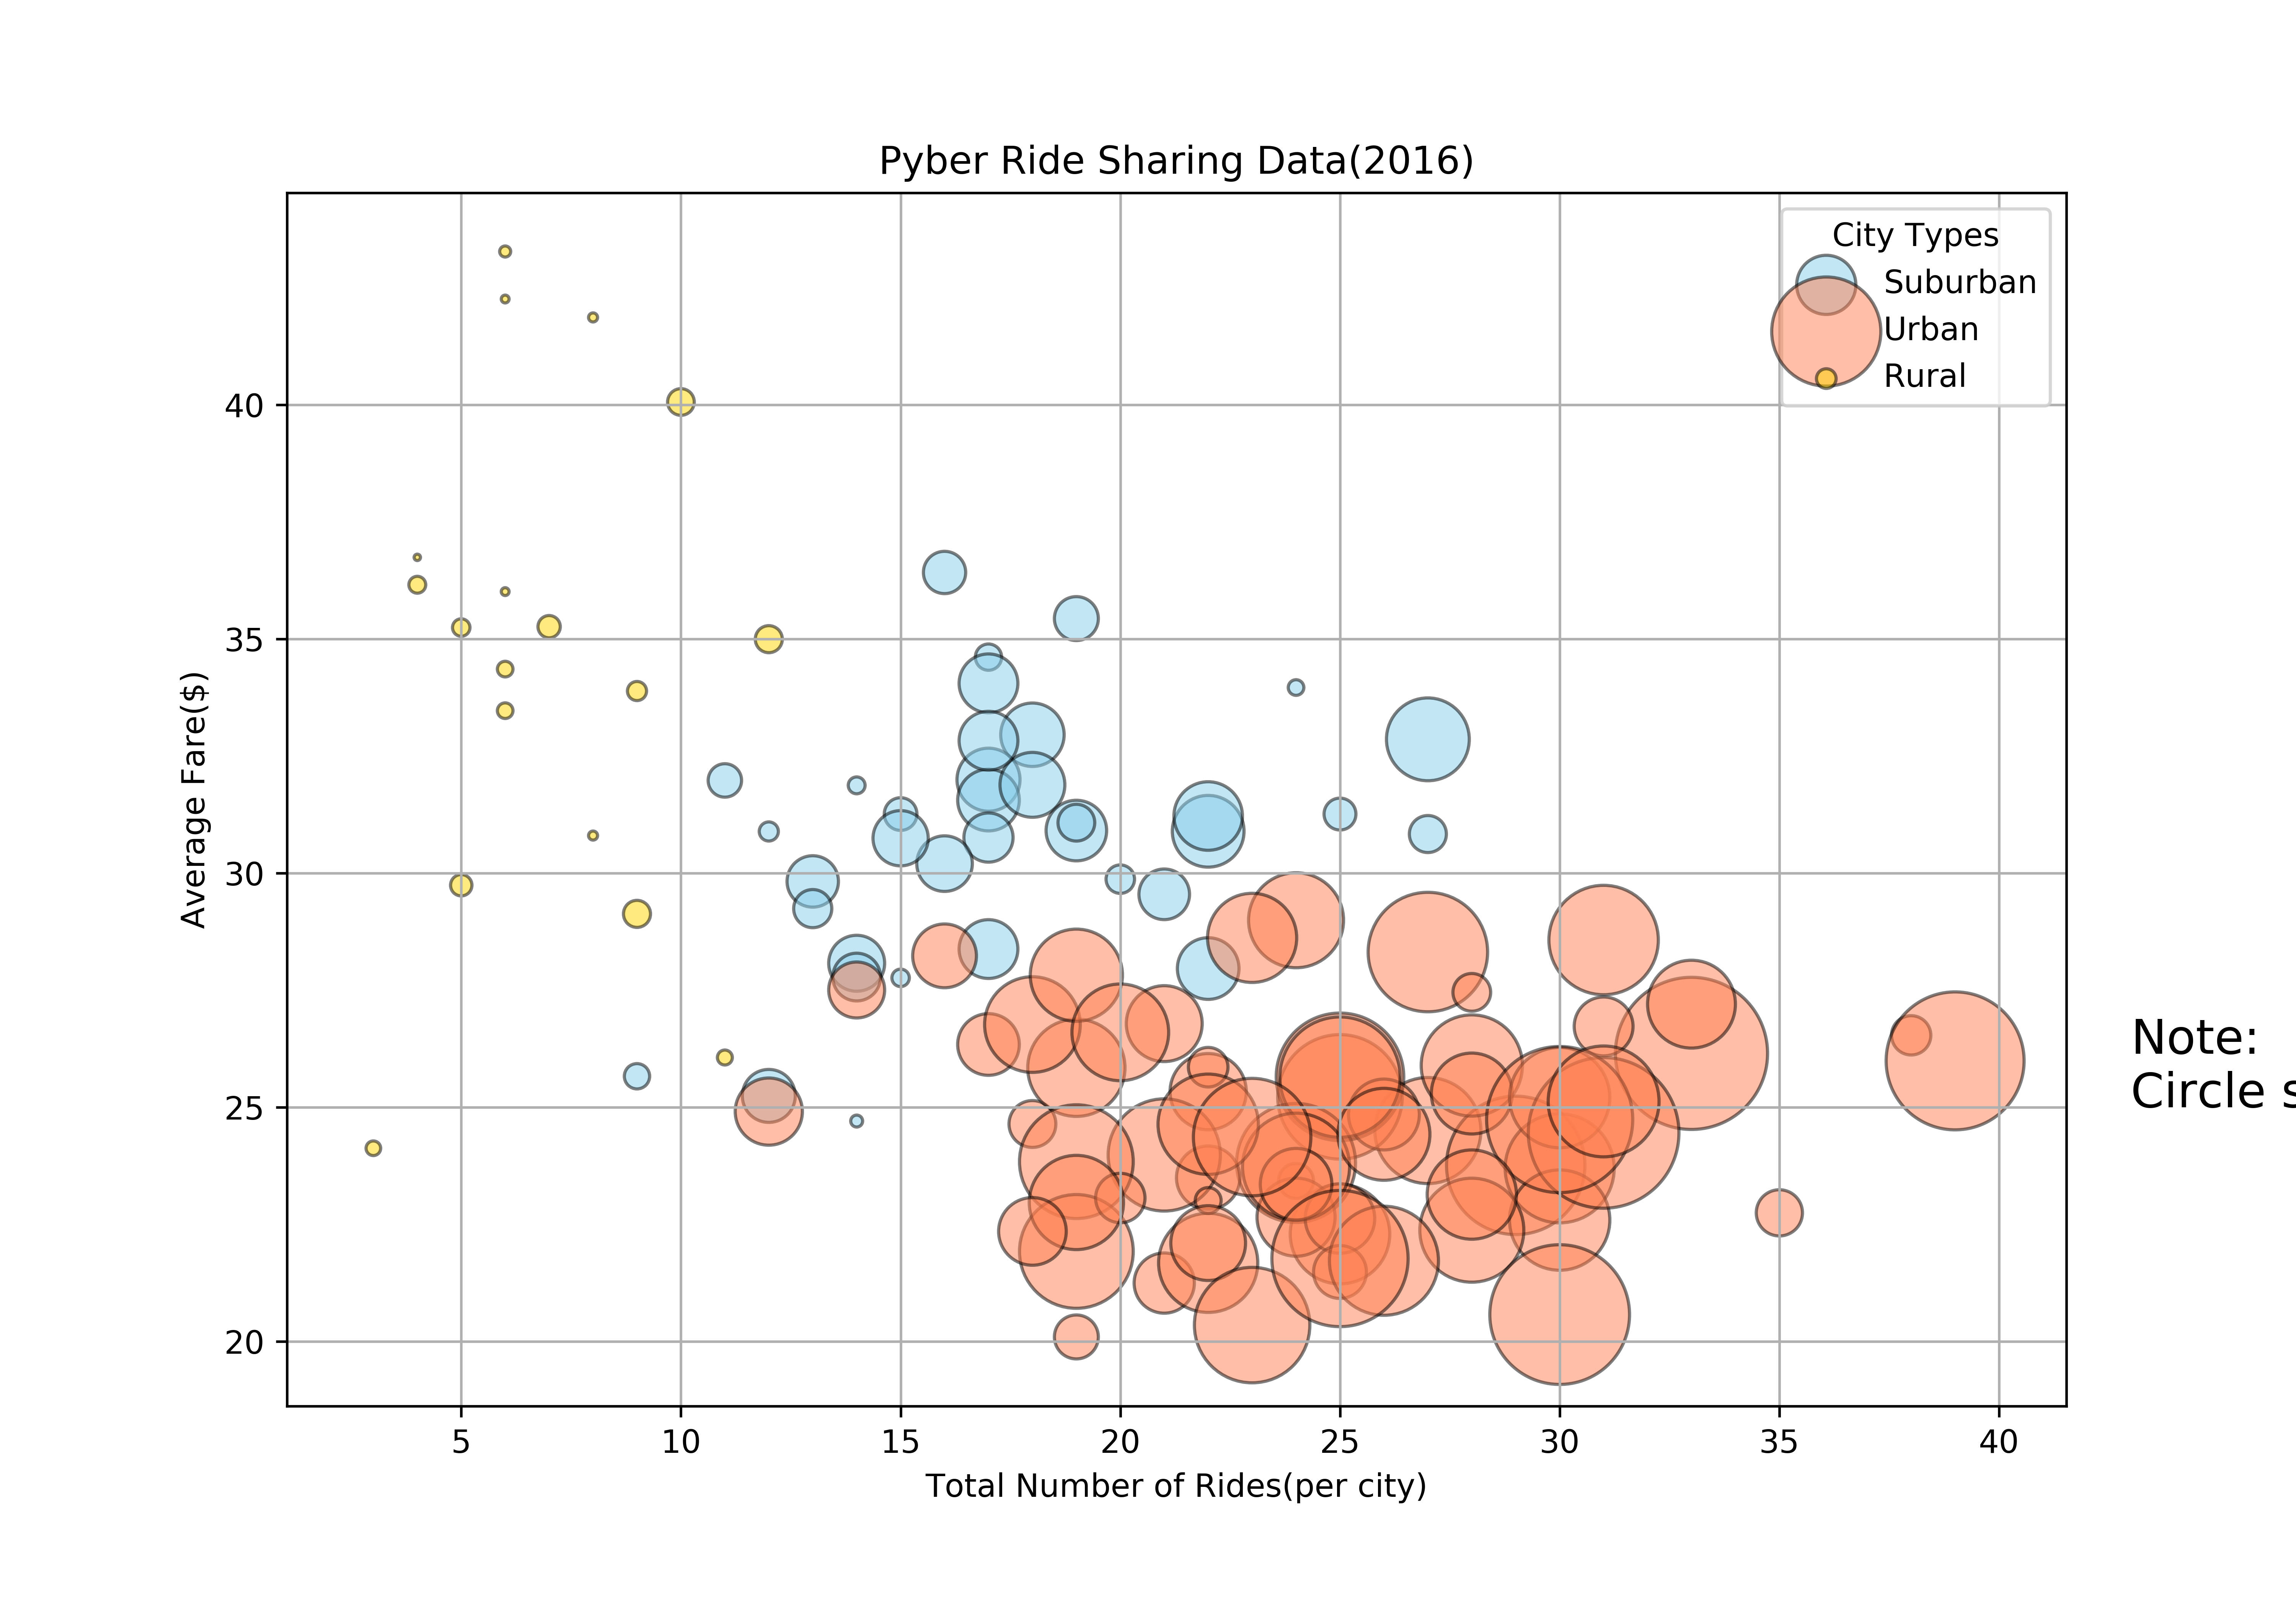 Pyber Ride Sharing Data(2016)
City Types
Suburban
Urban
Rural
Average Fare($)
40
35
30
25
20
5 10 15 20 25 30 35 40
Total Number of Rides(per city)
Note:
Circle